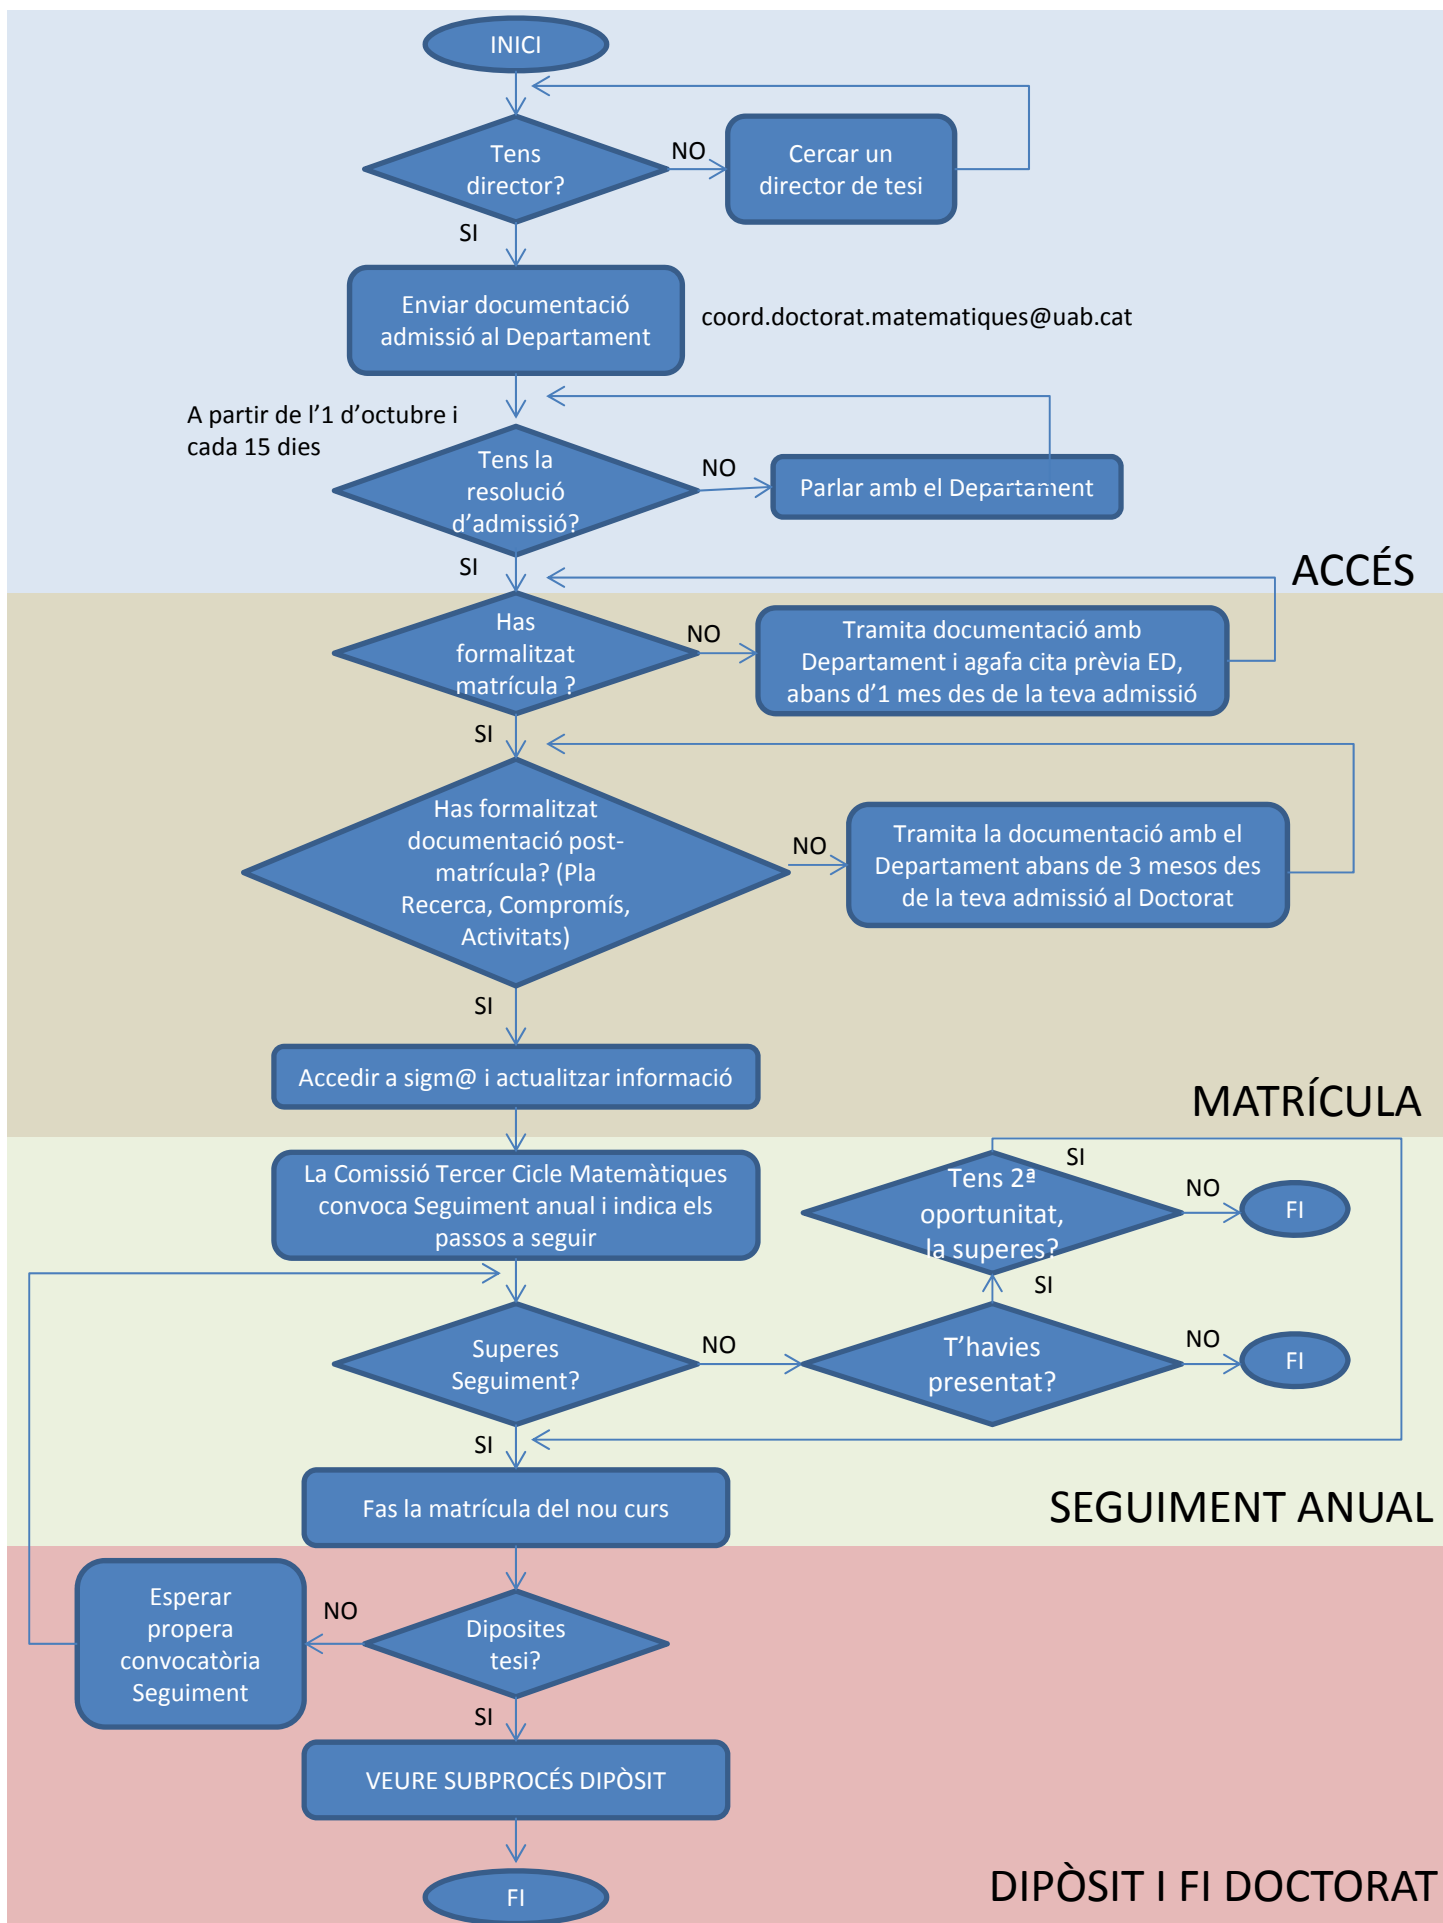 INICI
Tens
director?
NO
Cercar un
director de tesi
SI
Enviar documentació
admissió al Departament
coord.doctorat.matematiques@uab.cat
A partir de l’1 d’octubre i
cada 15 dies
Tens la
resolució
d’admissió?
NO
Parlar amb el Departament
SI
ACCÉS
Has
formalitzat
matrícula ?
NO
Tramita documentació amb
Departament i agafa cita prèvia ED,
abans d’1 mes des de la teva admissió
SI
Has formalitzat
documentació post-
matrícula? (Pla
Recerca, Compromís,
Activitats)
NO
Tramita la documentació amb el
Departament abans de 3 mesos des
de la teva admissió al Doctorat
SI
Accedir a sigm@ i actualitzar informació
MATRÍCULA
La Comissió Tercer Cicle Matemàtiques
convoca Seguiment anual i indica els
passos a seguir
SI
Tens 2ª
oportunitat,
la superes?
NO
FI
SI
Superes
Seguiment?
NO
T’havies
presentat?
NO
FI
SI
Fas la matrícula del nou curs
SEGUIMENT ANUAL
Esperar
propera
convocatòria
Seguiment
NO
Diposites
tesi?
SI
VEURE SUBPROCÉS DIPÒSIT
FI
DIPÒSIT I FI DOCTORAT